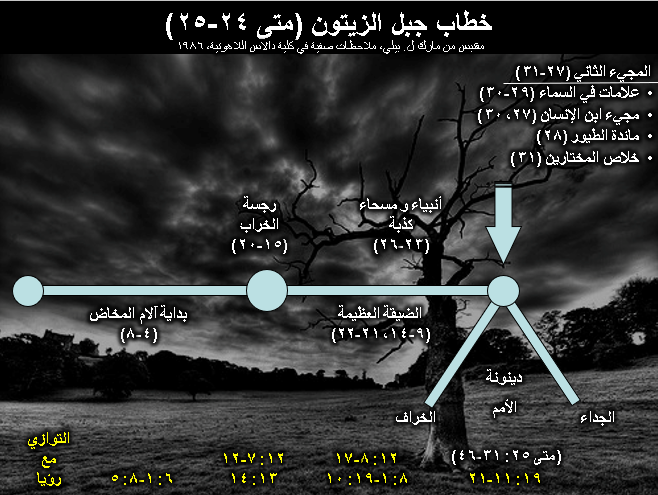 خطاب جبل الزيتون (متى ٢٤-٢٥)
مقتبس من مارك ل. بيلي، ملاحظات صفية في كلية دالاس اللاهوتية، ١٩٨٦
المجيء الثاني (٢٧-٣١)
• علامات في السماء (٢٩-٣٠)
• مجيء ابن الإنسان (٢٧، ٣٠)
• مائدة الطيور (٢٨)
• خلاص المختارين (٣١)
أنبياء و مسحاء
كذبة
(٢٣-٢٦)
رجسة
الخراب
(١٥-٢٠)
الضيقة العظيمة
(٩-١٤، ٢١-٢٢)
بداية آلام المخاض
(٤-٨)
دينونة
الأمم
الجداء
الخراف
(متى ٢٥: ٣١-٤٦)
التوازي
مع
رؤيا
١٢: ٧-١٢
١٢: ٨-١٧
٦: ١-٨: ٥
١٣: ١٤
٨: ١-١٩: ١٠
١٩: ١١-٢١